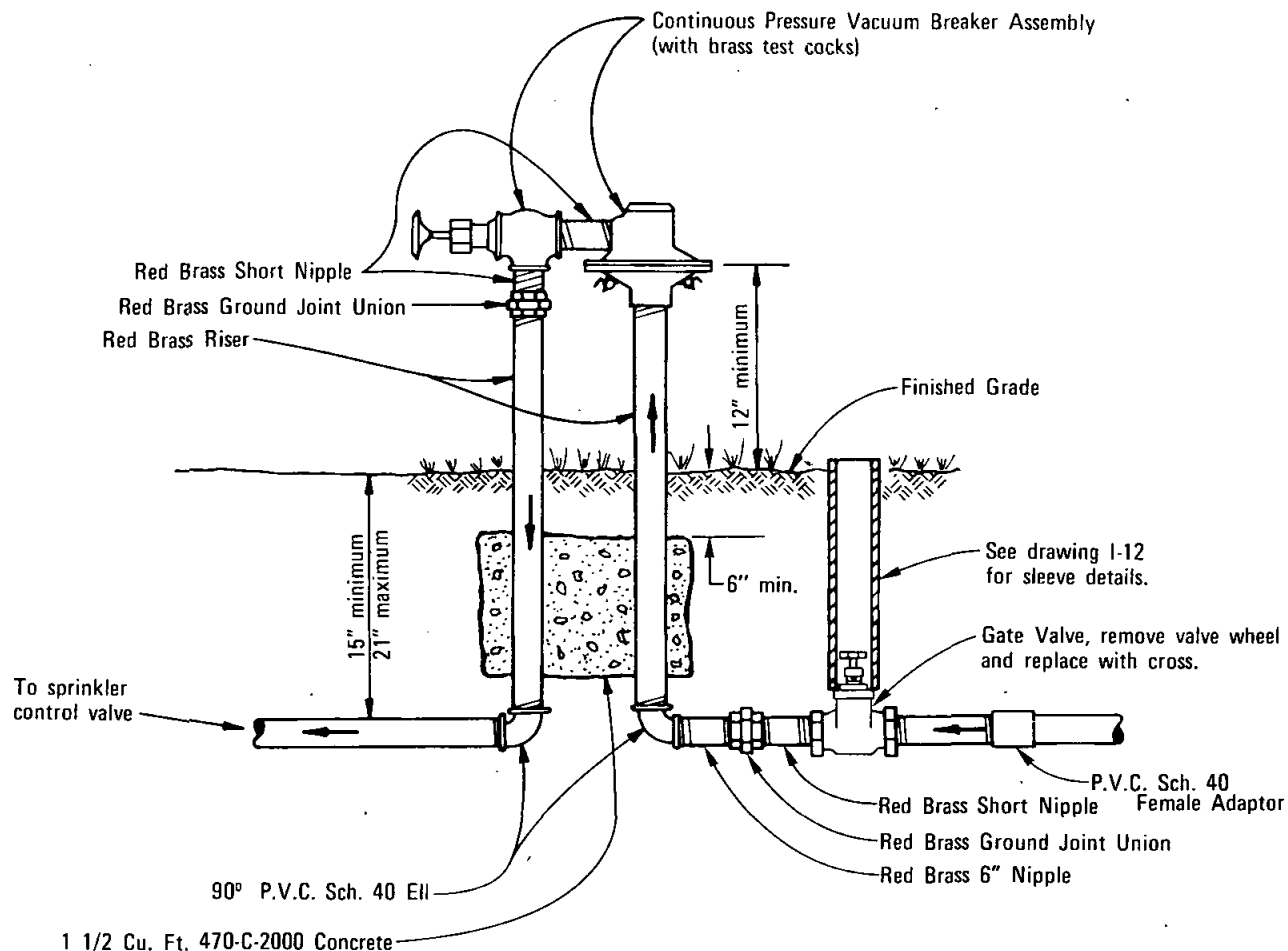 Continuous Pressure Vacuum Breaker Assembly
(with brass test cocks)
Red Brass Short Nipple
Red Brass Ground Joint Union
Red Brass Riser
12" minimum
Finished Grade
15" minimum
21" maximum
6" min.
See drawing I-12
for sleeve details.
Gate Valve, remove valve wheel
and replace with cross.
To sprinkler
control valve
P.V.C. Sch. 40
Female Adaptor
Red Brass Short Nipple
Red Brass Ground Joint Union
Red Brass 6" Nipple
90º P.V.C. Sch. 40 Ell
1 1/2 Cu. Ft. 470-C-2000 Concrete